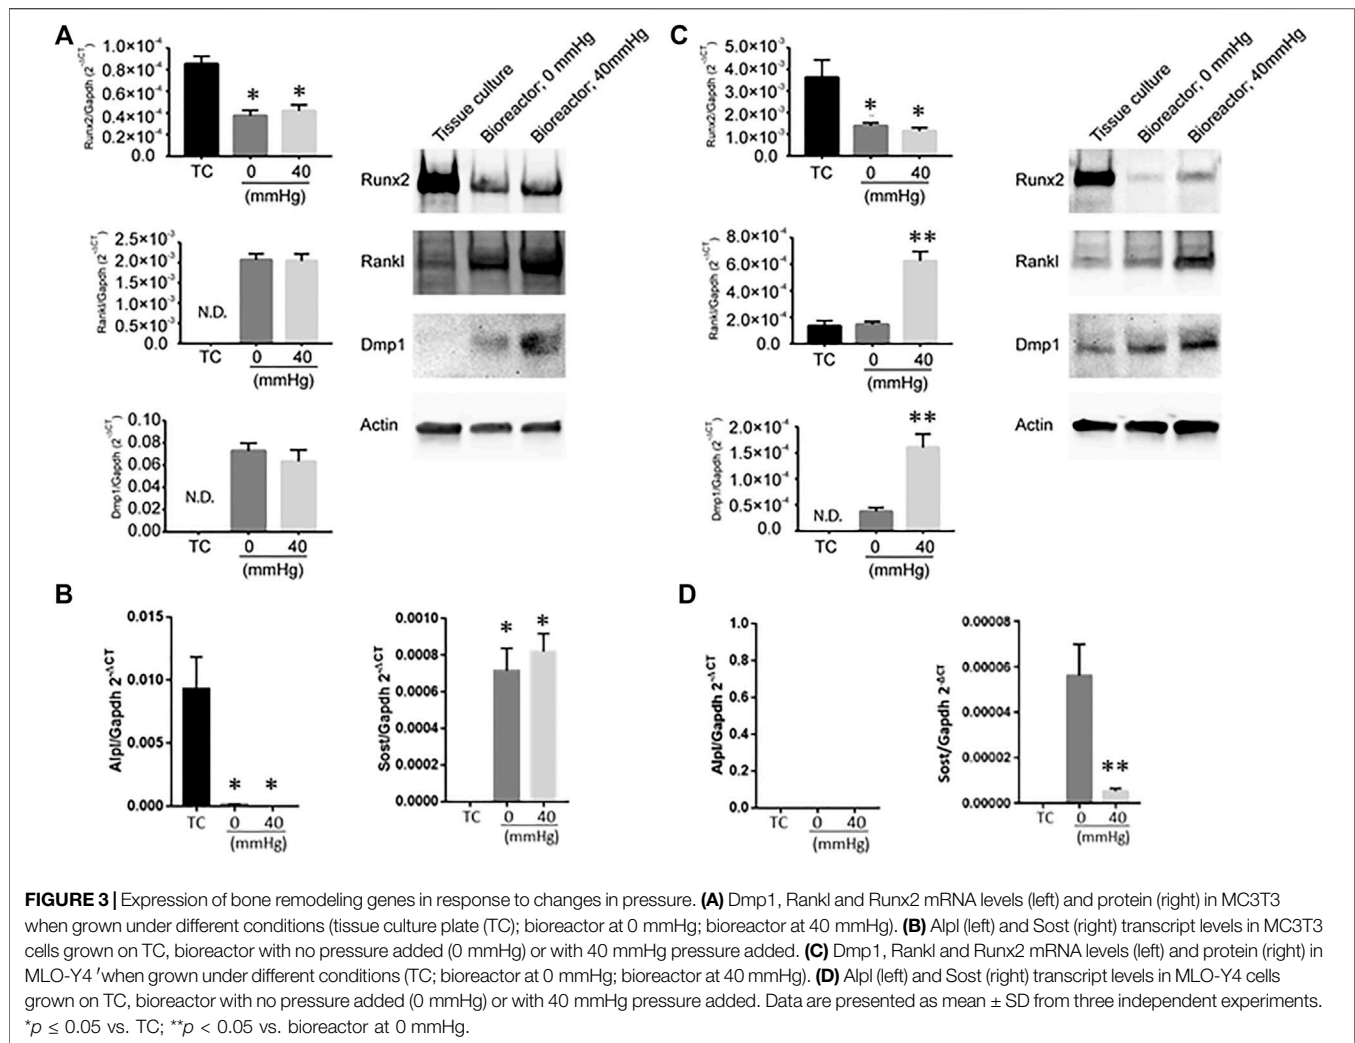 A
1.0×10-4
0.8×10-4
0.6×10-4
0.4×10-4
0.2×10-4
0.0
Runx2/Gapdh (2-ΔCT)
* *
TC 0 40
(mmHg)
2.5×10-3
2.0×10-3
1.5×10-3
1.0×10-3
0.5×10-3
0.0
Rankl/Gapdh (2-ΔCT)
N.D.
TC 0 40
(mmHg)
0.10
0.08
0.06
0.04
0.02
0.00
Dmp1/Gapdh (2-ΔCT)
N.D.
TC 0 40
(mmHg)
Tissue culture
Bioreactor; 0 mmHg
Bioreactor; 40mmHg
Runx2
Rankl
Dmp1
Actin
C
5.0×10-3
4.0×10-3
3.0×10-3
2.0×10-3
1.0×10-3
0.0
Runx2/Gapdh (2-ΔCT)
* *
TC 0 40
(mmHg)
8.0×10-4
6.0×10-4
4.0×10-4
2.0×10-4
0.0
Rankl/Gapdh (2-ΔCT)
**
TC 0 40
(mmHg)
2.0×10-4
1.5×10-4
1.0×10-4
0.5×10-4
0.0
Dmp1/Gapdh (2-ΔCT)
**
N.D.
TC 0 40
(mmHg)
Tissue culture
Bioreactor; 0 mmHg
Bioreactor; 40mmHg
Runx2
Rankl
Dmp1
Actin
B
0.015
0.010
0.005
0.000
Alpl/Gapdh 2-ΔCT
* *
TC 0 40
(mmHg)
0.0010
0.0008
0.0006
0.0004
0.0002
0.0000
Sost/Gapdh 2-ΔCT
* *
TC 0 40
(mmHg)
D
1.0
0.8
0.6
0.4
0.2
0.0
Alpl/Gapdh 2-ΔCT
TC 0 40
(mmHg)
0.00008
0.00006
0.00004
0.00002
0.00000
Sost/Gapdh 2-ΔCT
**
TC 0 40
(mmHg)
FIGURE 3 | Expression of bone remodeling genes in response to changes in pressure. (A) Dmp1, Rankl and Runx2 mRNA levels (left) and protein (right) in MC3T3
when grown under different conditions (tissue culture plate (TC); bioreactor at 0 mmHg; bioreactor at 40 mmHg). (B) Alpl (left) and Sost (right) transcript levels in MC3T3
cells grown on TC, bioreactor with no pressure added (0 mmHg) or with 40 mmHg pressure added. (C) Dmp1, Rankl and Runx2 mRNA levels (left) and protein (right) in
MLO-Y4 ′when grown under different conditions (TC; bioreactor at 0 mmHg; bioreactor at 40 mmHg). (D) Alpl (left) and Sost (right) transcript levels in MLO-Y4 cells
grown on TC, bioreactor with no pressure added (0 mmHg) or with 40 mmHg pressure added. Data are presented as mean ± SD from three independent experiments.
*p ≤ 0.05 vs. TC; **p < 0.05 vs. bioreactor at 0 mmHg.